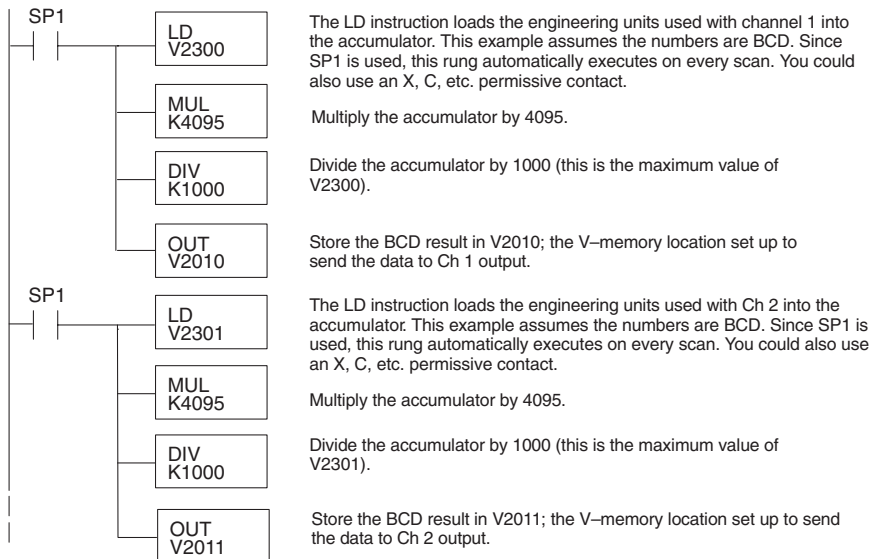 SP1
LD
V2300
The LD instruction loads the engineering units used with channel 1 into
the accumulator. This example assumes the numbers are BCD. Since
SP1 is used, this rung automatically executes on every scan. You could
also use an X, C, etc. permissive contact.
MUL
K4095
Multiply the accumulator by 4095.
DIV
K1000
Divide the accumulator by 1000 (this is the maximum value of
V2300).
OUT
V2010
Store the BCD result in V2010; the V–memory location set up to
send the data to Ch 1 output.
SP1
LD
V2301
The LD instruction loads the engineering units used with Ch 2 into the
accumulator. This example assumes the numbers are BCD. Since SP1 is
used, this rung automatically executes on every scan. You could also use
an X, C, etc. permissive contact.
MUL
K4095
Multiply the accumulator by 4095.
DIV
K1000
Divide the accumulator by 1000 (this is the maximum value of
V2301).
OUT
V2011
Store the BCD result in V2011; the V–memory location set up to send
the data to Ch 2 output.